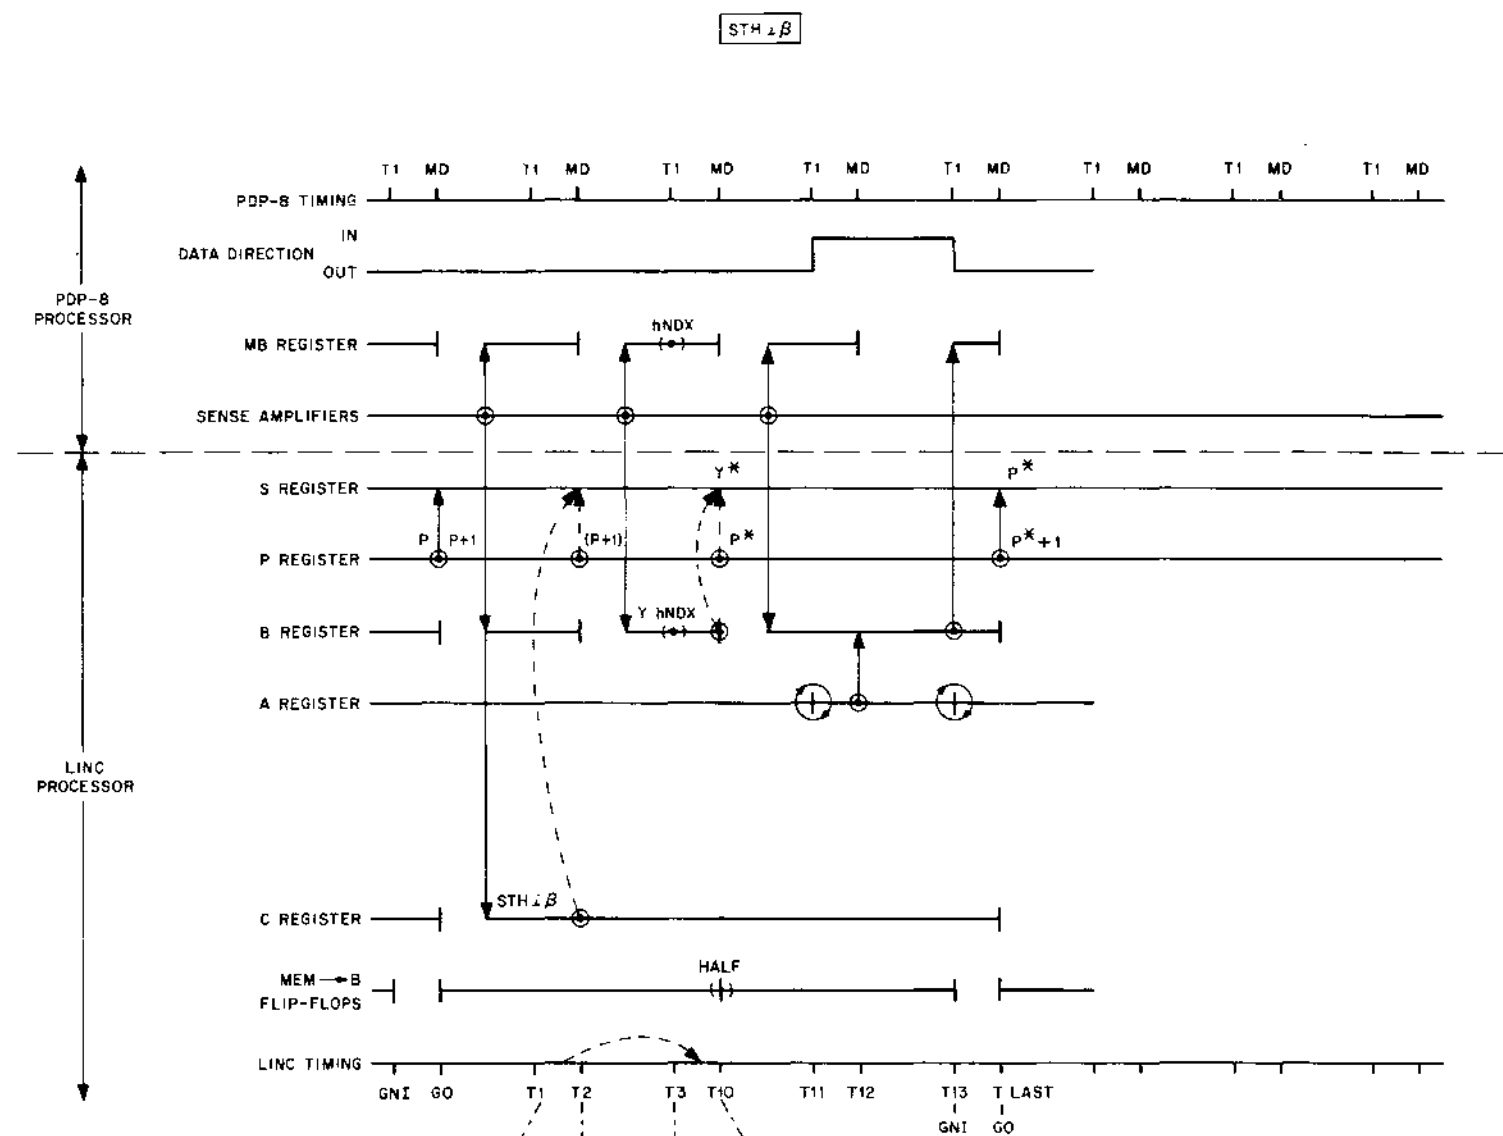 STH i β
T1 MD T1 MD T1 MD T1 MD T1 MD T1 MD T1 MD T1 MD
PDP-8 TIMING
IN
DATA DIRECTION
OUT
PDP-8
PROCESSOR
hNDX
MB REGISTER
SENSE AMPLIFIERS
Y* P*
S REGISTER
P P+1 (P+1) P* P*+1
P REGISTER
Y hNDX
B REGISTER
A REGISTER
LINC
PROCESSOR
STH i β
C REGISTER
HALF
MEM → B
FLIP-FLOPS
LINC TIMING
GNI GO T1 T2 T3 T10 T11 T12 T13 T LAST
GNI GO